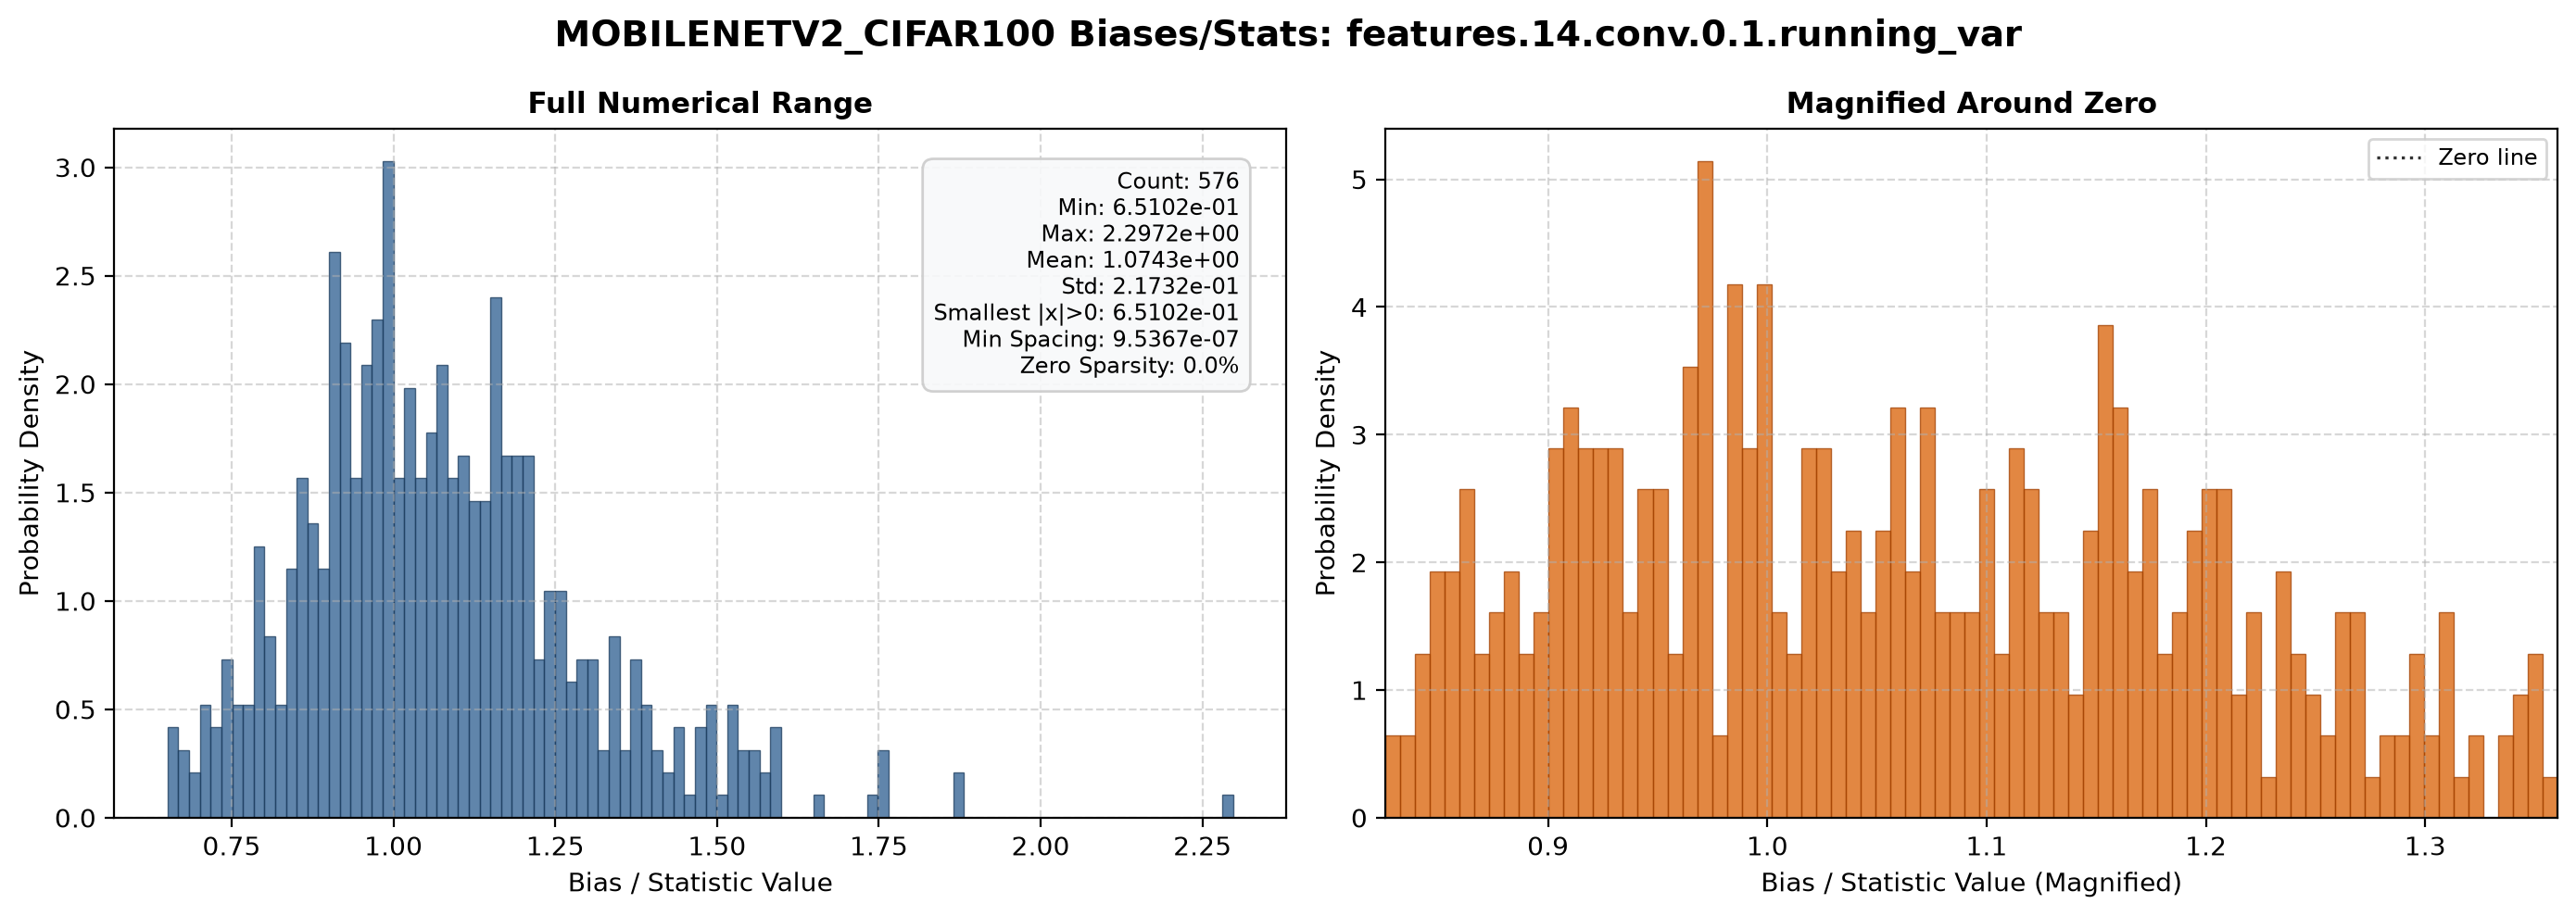 MOBILENETV2_CIFAR100 Biases/Stats: features.14.conv.0.1.running_var
Full Numerical Range
Probability Density
3.0
2.5
2.0
1.5
1.0
0.5
0.0
Count: 576
Min: 6.5102e-01
Max: 2.2972e+00
Mean: 1.0743e+00
Std: 2.1732e-01
Smallest |x|>0: 6.5102e-01
Min Spacing: 9.5367e-07
Zero Sparsity: 0.0%
0.75 1.00 1.25 1.50 1.75 2.00 2.25
Bias / Statistic Value
Magnified Around Zero
Probability Density
5
4
3
2
1
0
Zero line
0.9 1.0 1.1 1.2 1.3
Bias / Statistic Value (Magnified)